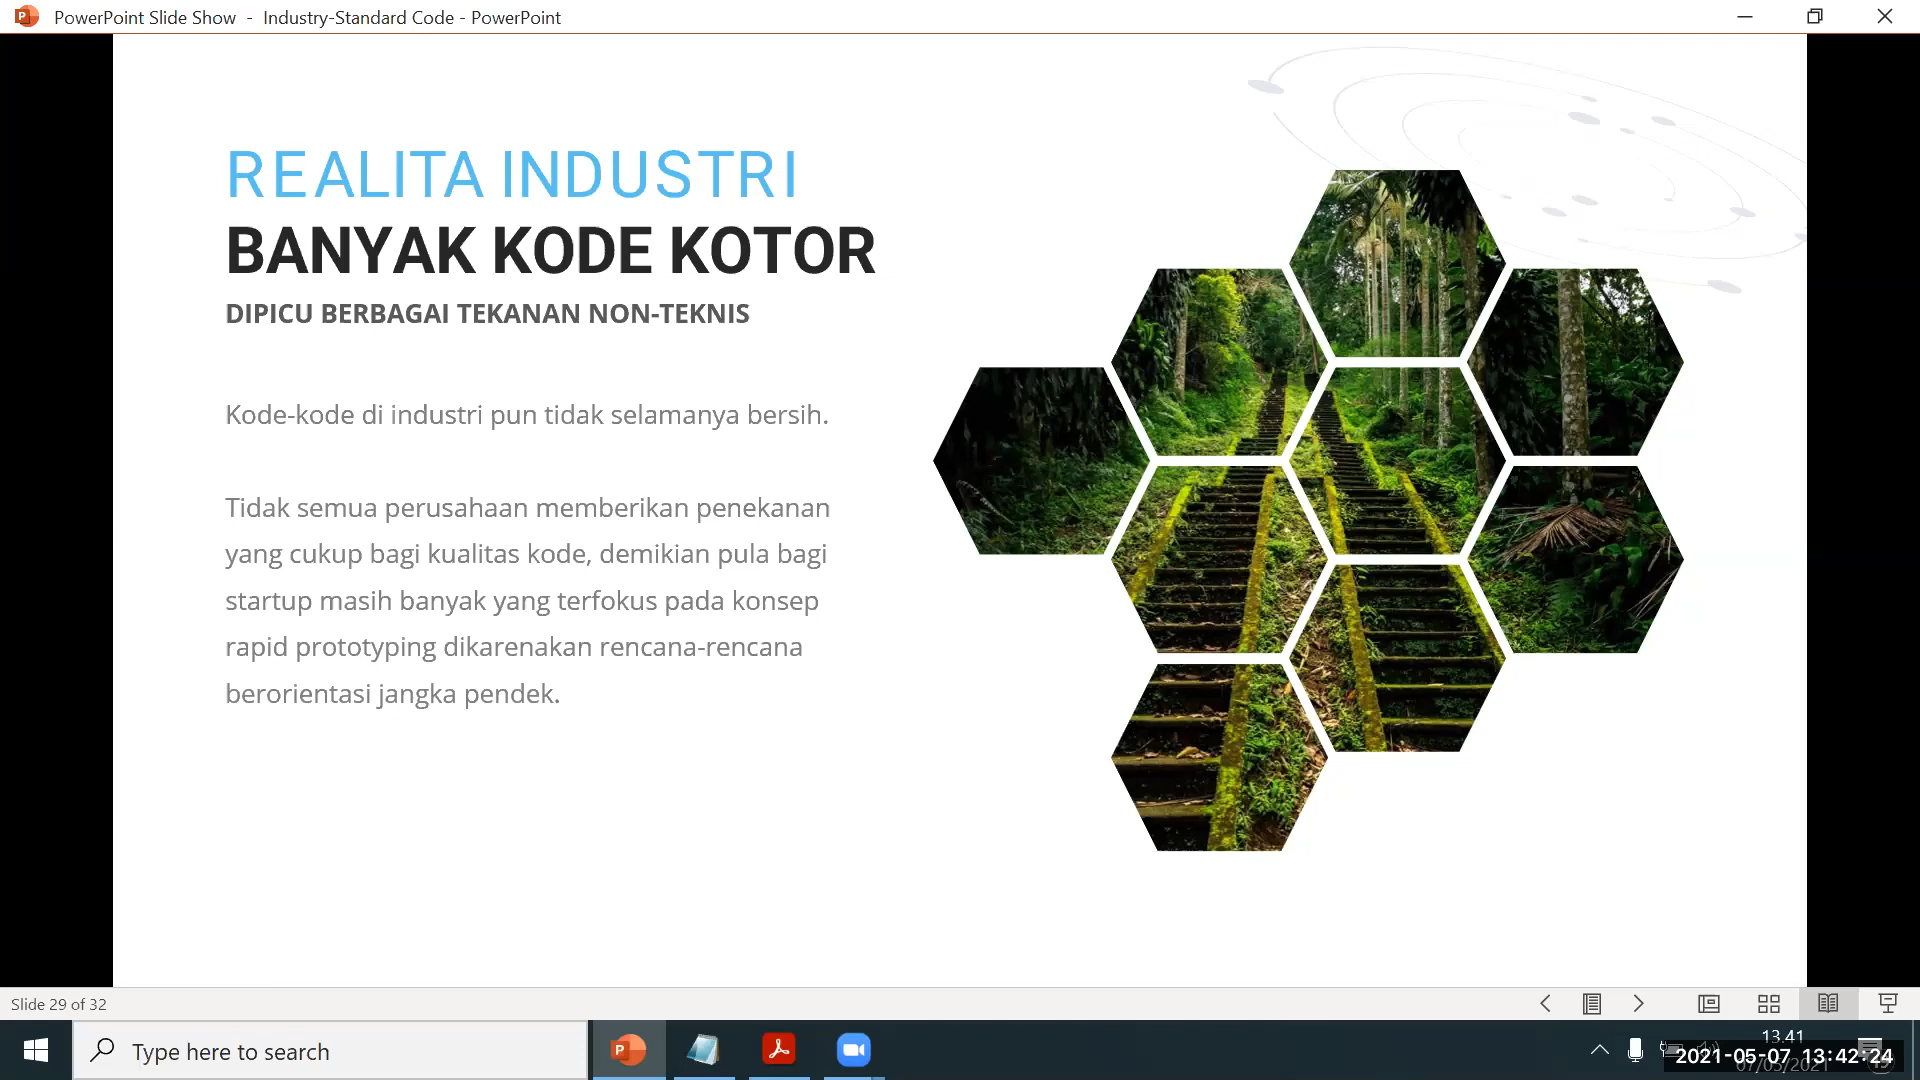 PowerPoint Slide Show - Industry-Standard Code - PowerPoint
REALITA INDUSTRI
BANYAK KODE KOTOR
DIPICU BERBAGAI TEKANAN NON-TEKNIS
Kode-kode di industri pun tidak selamanya bersih.
Tidak semua perusahaan memberikan penekanan
yang cukup bagi kualitas kode, demikian pula bagi
startup masih banyak yang terfokus pada konsep
rapid prototyping dikarenakan rencana-rencana
berorientasi jangka pendek.
Slide 29 of 32
Type here to search
13.41
2021-05-07 13:42:24